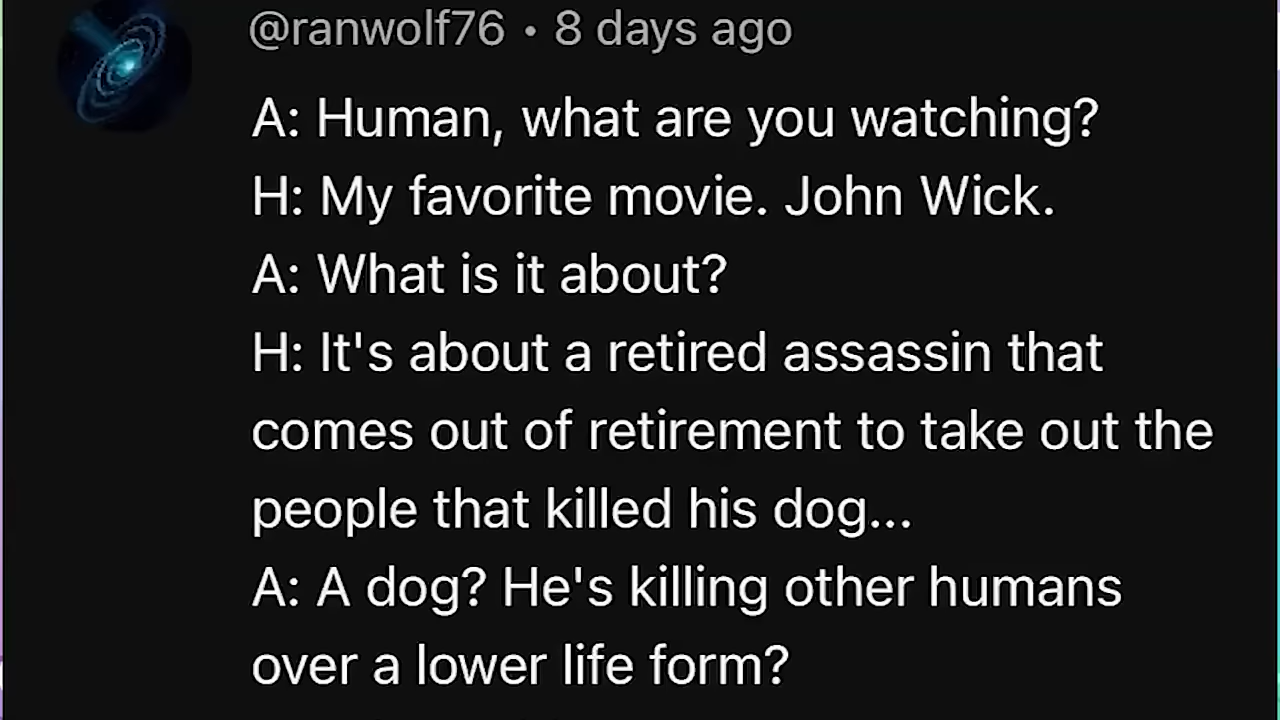 @ranwolf76 • 8 days ago
A: Human, what are you watching?
H: My favorite movie. John Wick.
A: What is it about?
H: It's about a retired assassin that
comes out of retirement to take out the
people that killed his dog...
A: A dog? He's killing other humans
over a lower life form?